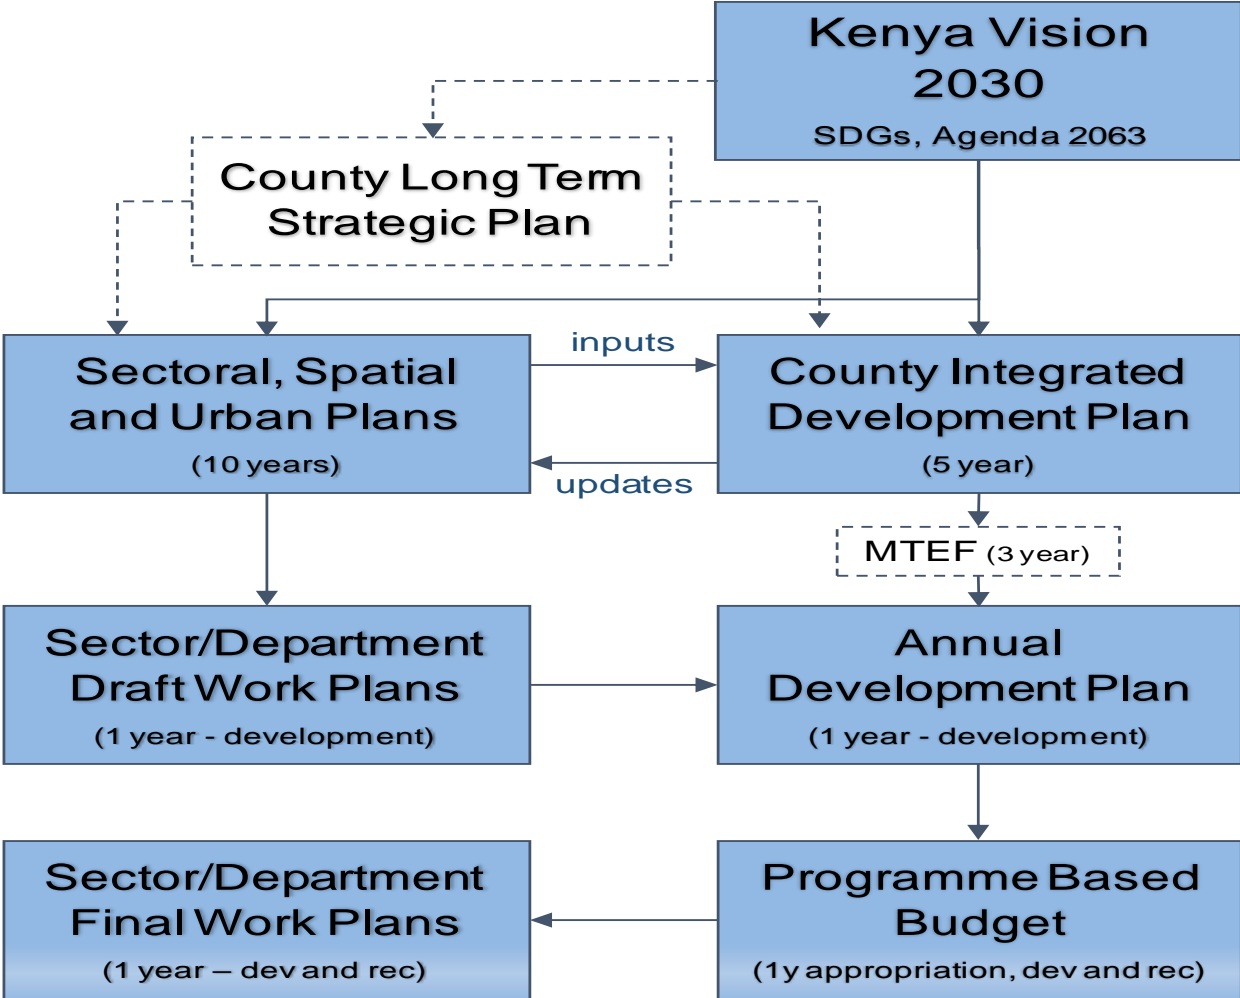 Kenya Vision
2030
SDGs, Agenda 2063
County Long Term
Strategic Plan
Sectoral, Spatial
and Urban Plans
(10 years)
inputs
updates
County Integrated
Development Plan
(5 year)
MTEF (3 year)
Sector/Department
Draft Work Plans
(1 year - development)
Annual
Development Plan
(1 year - development)
Sector/Department
Final Work Plans
(1 year – dev and rec)
Programme Based
Budget
(1y appropriation, dev and rec)